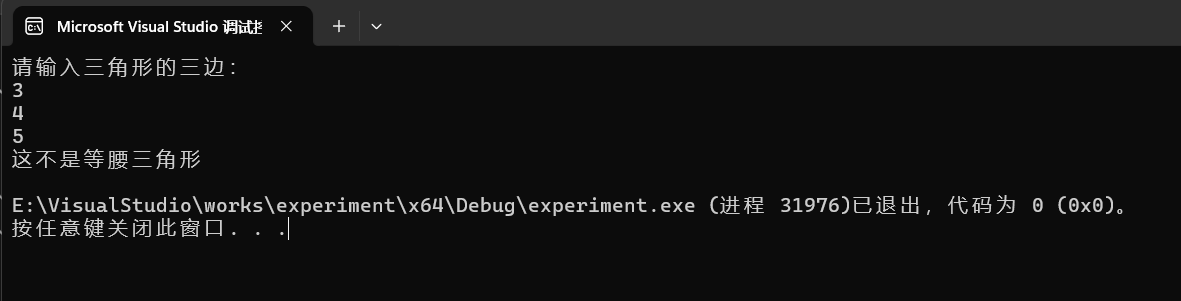 Microsoft Visual Studio 调试
请输入三角形的三边:
3
4
5
这不是等腰三角形
E:\VisualStudio\works\experiment\x64\Debug\experiment.exe (进程 31976)已退出，代码为 0 (0x0)。
按任意键关闭此窗口. . .